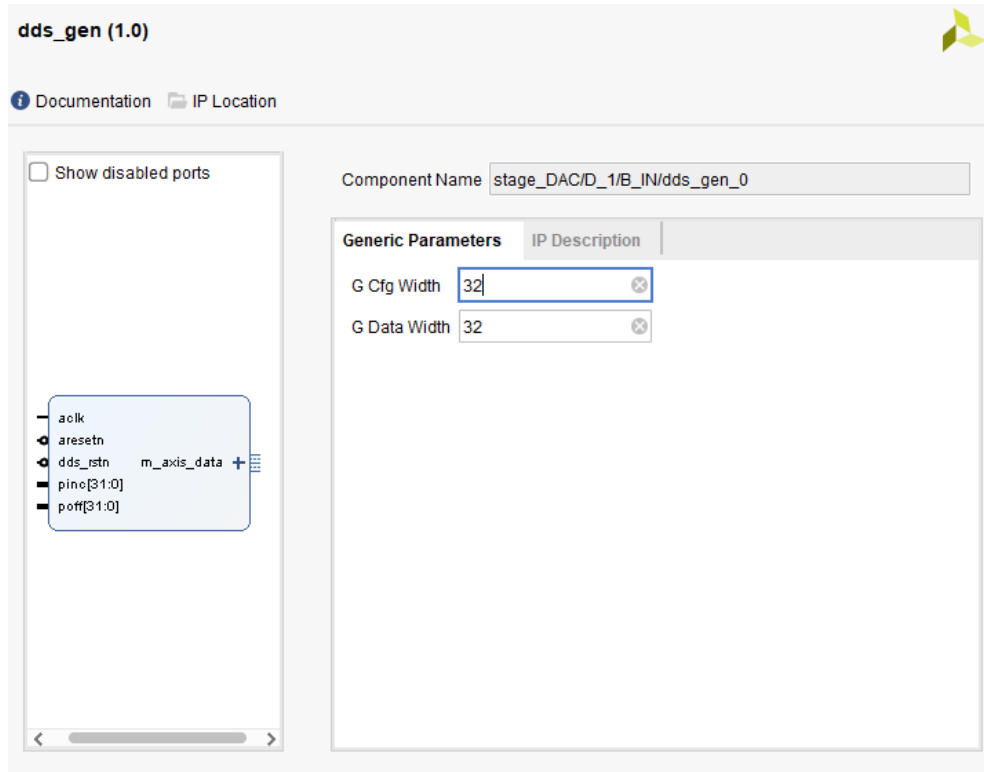 dds_gen (1.0)
Documentation IP Location
Show disabled ports
aclk
aresetn
dds_rstn m_axis_data
pinc[31:0]
poff[31:0]
Component Name stage_DAC/D_1/B_IN/dds_gen_0
Generic Parameters IP Description
G Cfg Width 32
G Data Width 32